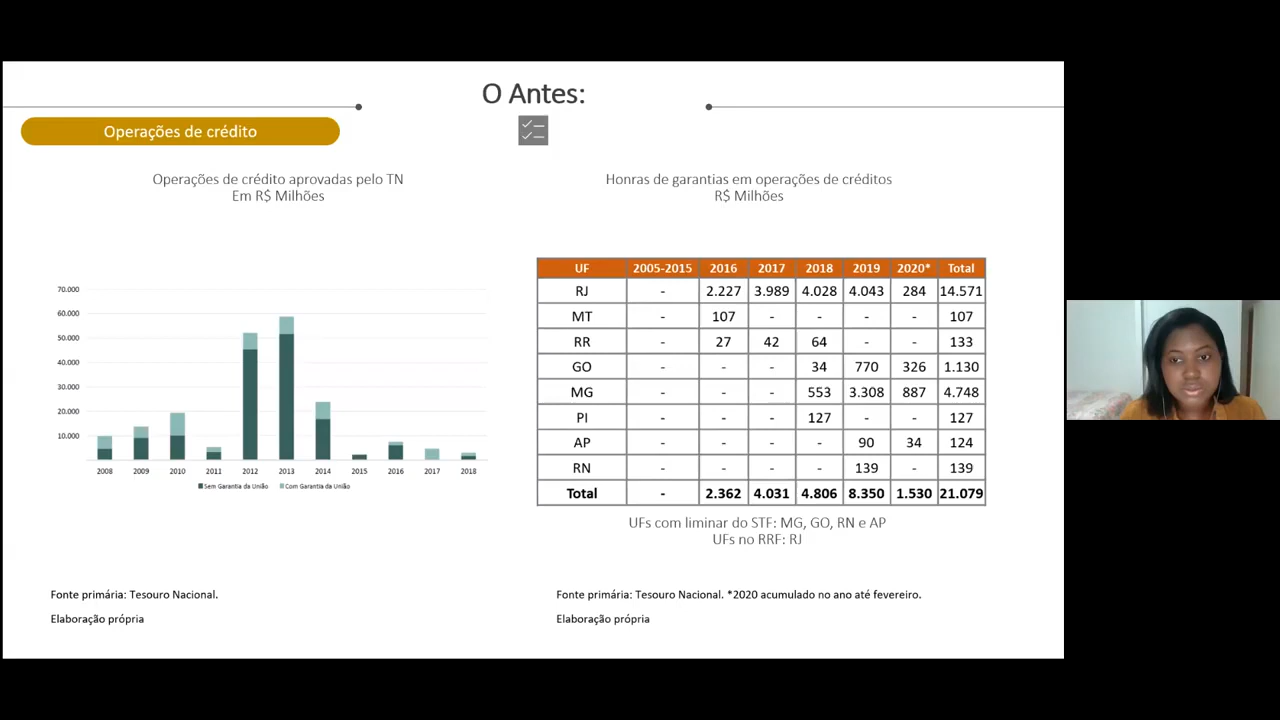 O Antes:
Operações de crédito
Operações de crédito aprovadas pelo TN
Em R$ Milhões
70.000
60.000
50.000
40.000
30.000
20.000
10.000
2008 2009 2010 2011 2012 2013 2014 2015 2016 2017 2018
Sem Garantia da União Com Garantia da União
Fonte primária: Tesouro Nacional.
Elaboração própria
Honras de garantias em operações de créditos
R$ Milhões
UF 2005-2015 2016 2017 2018 2019 2020* Total
RJ - 2.227 3.989 4.028 4.043 284 14.571
MT - 107 - - - - 107
RR - 27 42 64 - - 133
GO - - - 34 770 326 1.130
MG - - - 553 3.308 887 4.748
PI - - - 127 - - 127
AP - - - - 90 34 124
RN - - - - 139 - 139
Total - 2.362 4.031 4.806 8.350 1.530 21.079
UFs com liminar do STF: MG, GO, RN e AP
UFs no RRF: RJ
Fonte primária: Tesouro Nacional. *2020 acumulado no ano até fevereiro.
Elaboração própria